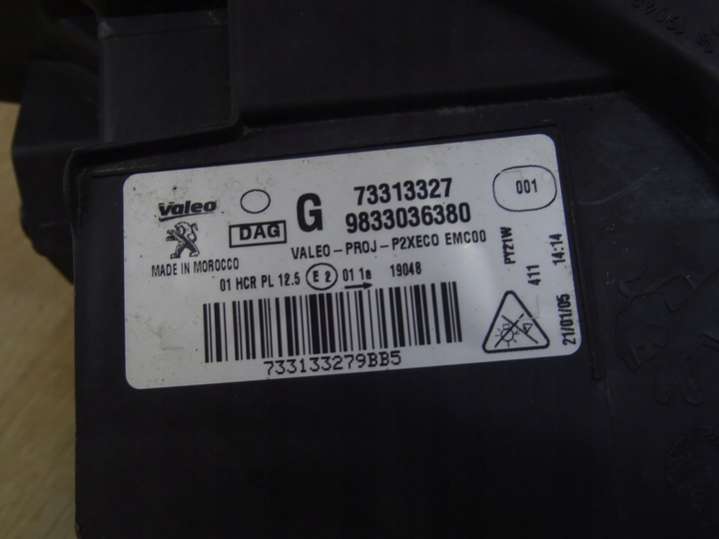 Valeo
DAG
G
73313327
9833036380
001
VALEO-PROJ-P2XECO EMC00
MADE IN MOROCCO
01 HCR PL 12.5 E2 01 1a 19048
PY21W
411
21/01/05 14:14
733133279BB5